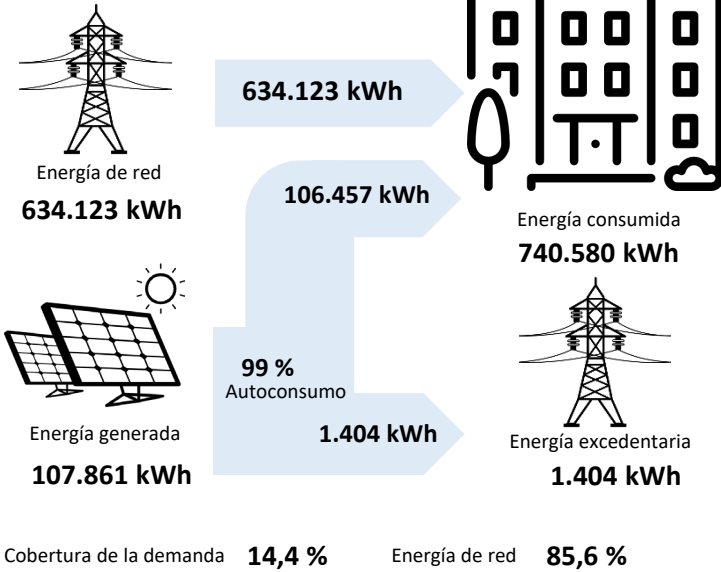 634.123 kWh
Energía de red
634.123 kWh
106.457 kWh
Energía consumida
740.580 kWh
99 %
Autoconsumo
Energía generada
107.861 kWh
1.404 kWh
Energía excedentaria
1.404 kWh
Cobertura de la demanda 14,4 % Energía de red 85,6 %